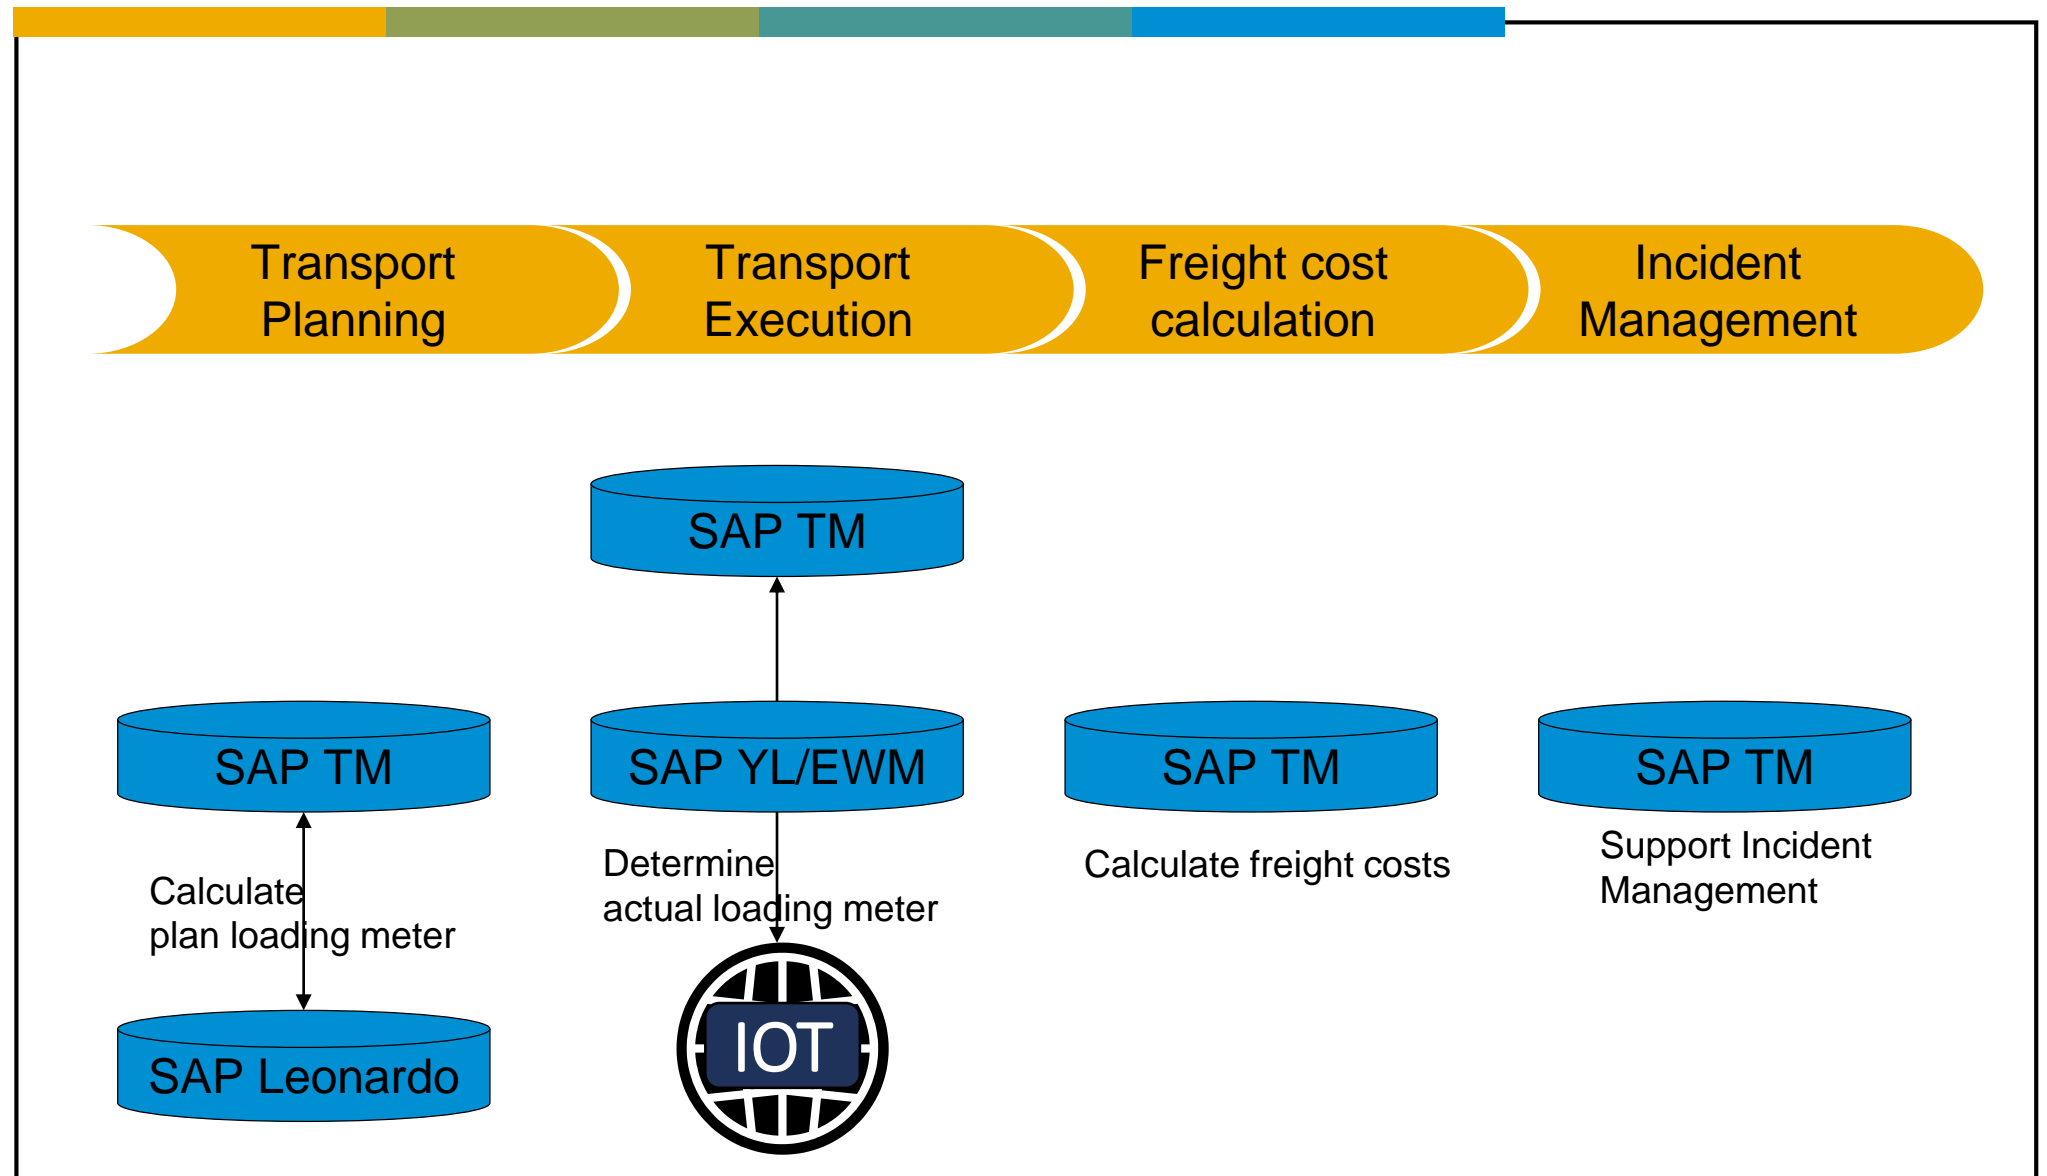 Transport
Planning
Transport
Execution
Freight cost
calculation
Incident
Management
SAP TM
SAP TM
SAP YL/EWM
SAP TM
SAP TM
Calculate
plan loading meter
Determine
actual loading meter
Calculate freight costs
Support Incident
Management
SAP Leonardo
IOT